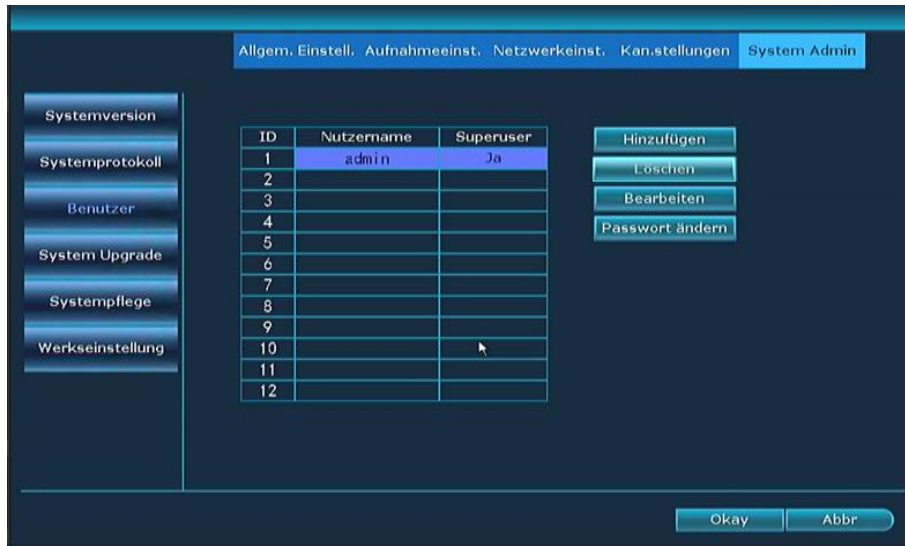 Allgem. Einstell. Aufnahmeeinst. Netzwerkeinst. Kan.stellungen System Admin
Systemversion
Systemprotokoll
Benutzer
System Upgrade
Systempflege
Werkseinstellung
ID Nutzername Superuser
1 admin Ja
2
3
4
5
6
7
8
9
10
11
12
Hinzufügen
Löschen
Bearbeiten
Passwort ändern
Okay Abbr